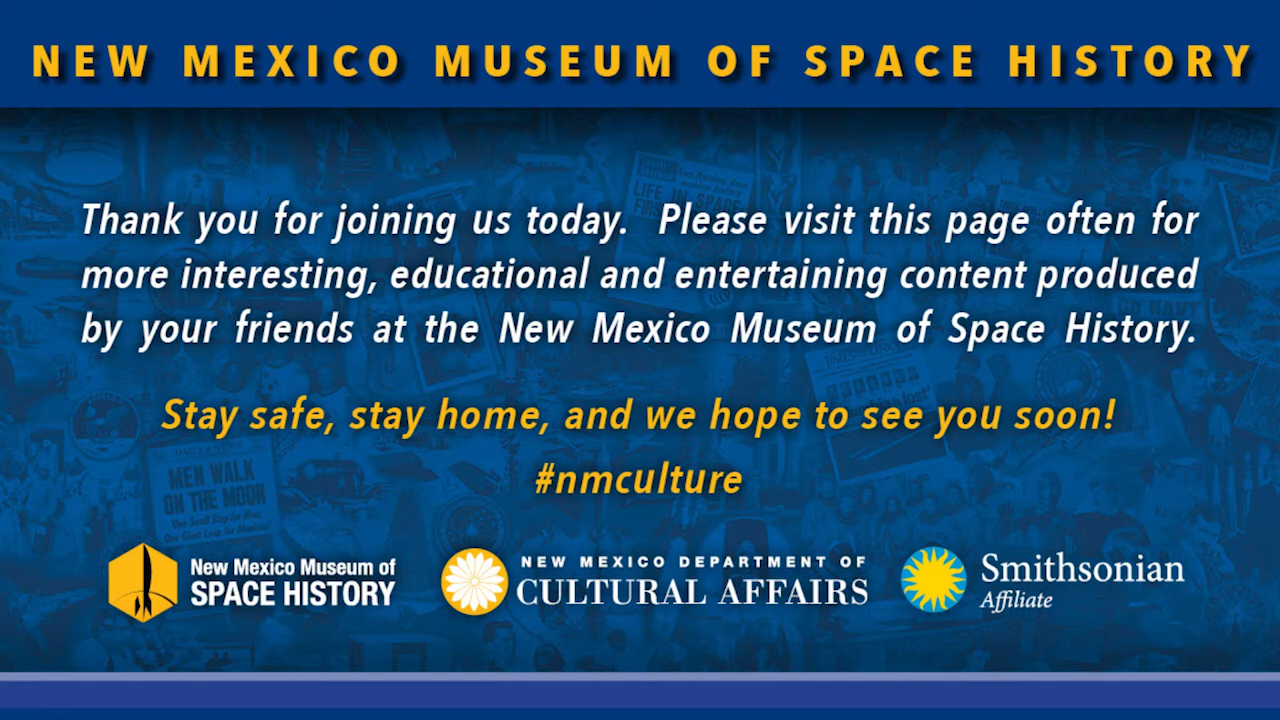 NEW MEXICO MUSEUM OF SPACE HISTORY
LIFE IN SPACE
Thank you for joining us today. Please visit this page often for
more interesting, educational and entertaining content produced
by your friends at the New Mexico Museum of Space History.
Stay safe, stay home, and we hope to see you soon!
#nmculture
MEN WALK
ON THE MOON
New Mexico Museum of
SPACE HISTORY
NEW MEXICO DEPARTMENT OF
CULTURAL AFFAIRS
Smithsonian
Affiliate